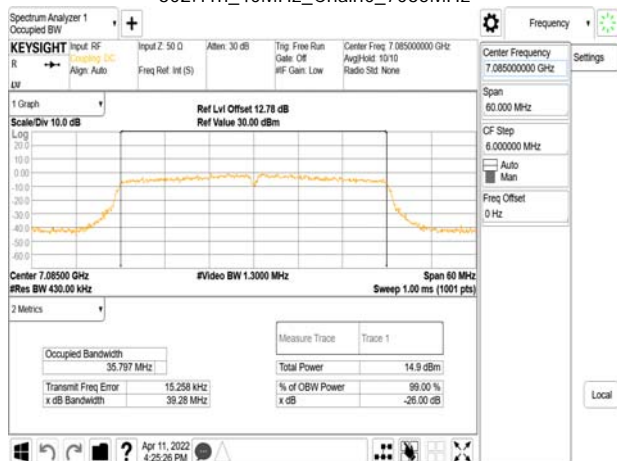 Spectrum Analyzer 1
Occupied BW
KEYSIGHT
Input: RF
Coupling: DC
Align: Auto
Input Z: 50 Ω
Freq Ref: Int (S)
Atten: 30 dB
Trig: Free Run
Gate: Off
#IF Gain: Low
Center Freq: 7.085000000 GHz
Avg|Hold: 10/10
Radio Std: None
R
LXI
1 Graph
Scale/Div 10.0 dB
Ref Lvl Offset 12.78 dB
Ref Value 30.00 dBm
Log
20.0
10.0
0.00
-10.0
-20.0
-30.0
-40.0
-50.0
-60.0
Center 7.08500 GHz
#Res BW 430.00 kHz
#Video BW 1.3000 MHz
Span 60 MHz
Sweep 1.00 ms (1001 pts)
2 Metrics
Measure Trace Trace 1
Occupied Bandwidth
35.797 MHz
Total Power 14.9 dBm
Transmit Freq Error 15.258 kHz
% of OBW Power 99.00 %
x dB Bandwidth 39.28 MHz
x dB -26.00 dB
Apr 11, 2022
4:25:26 PM
Frequency
Settings
Center Frequency
7.085000000 GHz
Span
60.000 MHz
CF Step
6.000000 MHz
Auto
Man
Freq Offset
0 Hz
Local